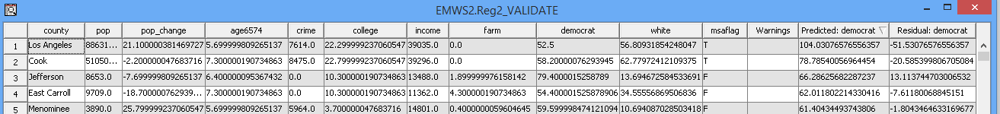 EMWS2.Reg2_VALIDATE
county pop pop_change age6574 crime college income farm democrat white msaflag Warnings Predicted: democrat Residual: democrat
1 Los Angeles 88631... 21.100000381469727 5.699999809265137 7614.0 22.299999237060547 39035.0 0.0 52.5 56.80931854248047 T 104.03076576556357 -51.53076576556357
2 Cook 51050... -2.200000047683716 7.300000190734863 8475.0 22.799999237060547 39296.0 0.0 58.20000076293945 62.77792412109375 T 78.78540056964454 -20.585399806705084
3 Jefferson 8653.0 -7.699999809265137 6.400000095367432 0.0 10.300000190734863 13488.0 1.899999976158142 79.4000015258789 13.694672584533691 F 66.28625682287237 13.113744703006532
4 East Carroll 9709.0 -18.700000762939... 7.300000190734863 0.0 10.300000190734863 11362.0 4.300000190734863 54.400001525878906 34.55556869506836 F 62.011802214330416 -7.61180068845151
5 Menominee 3890.0 25.799999237060547 5.699999809265137 5964.0 3.700000047683716 14801.0 0.4000000059604645 59.599998474121094 10.694087028503418 F 61.40434493743806 -1.8043464633169677